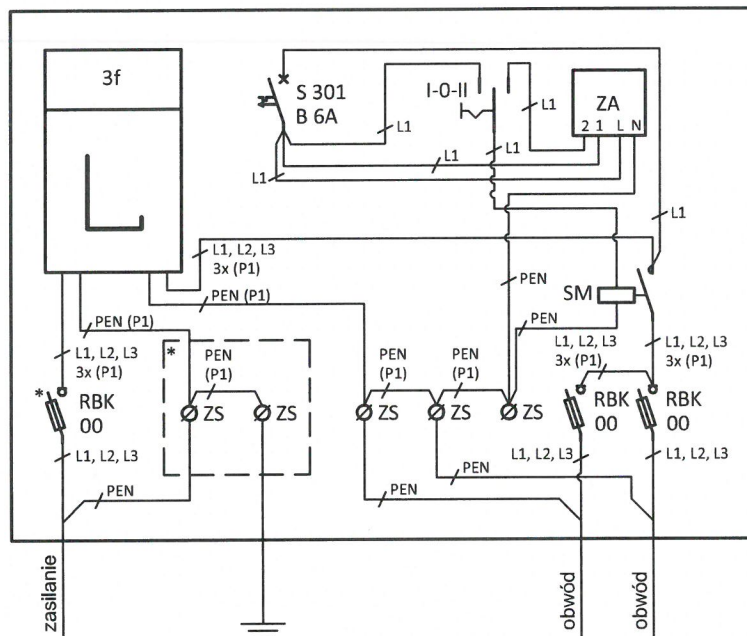 3f
S 301
B 6A
I-0-II
ZA
2 1 L N
L1
L1
L1
L1
L1
L1
L1, L2, L3
3x (P1)
PEN (P1)
PEN
SM
PEN
PEN (P1)
L1, L2, L3
3x (P1)
*
PEN
(P1)
PEN
(P1)
PEN
(P1)
L1, L2, L3
3x (P1)
L1, L2, L3
3x (P1)
*
RBK
00
ZS
ZS
ZS
ZS
ZS
RBK
00
RBK
00
L1, L2, L3
L1, L2, L3
L1, L2, L3
PEN
PEN
PEN
zasilanie
obwód
obwód